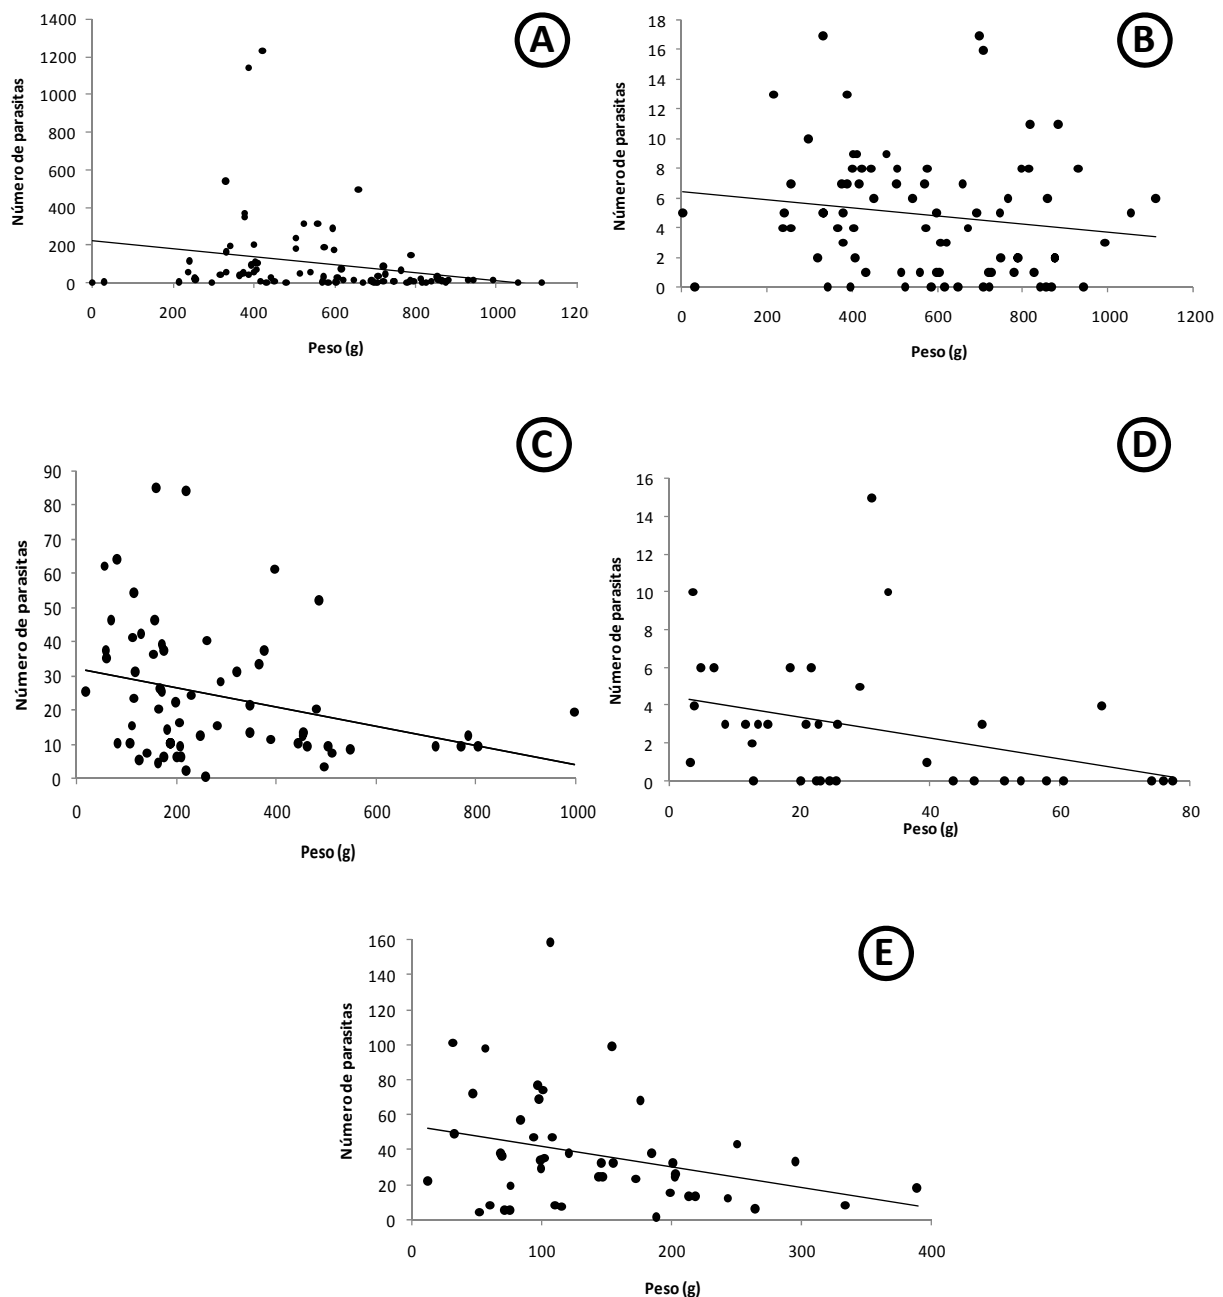 A
1400
1200
1000
800
600
400
200
0
Número de parasitas
0 200 400 600 800 1000 120
Peso (g)
B
18
16
14
12
10
8
6
4
2
0
Número de parasitas
0 200 400 600 800 1000 1200
Peso (g)
C
90
80
70
60
50
40
30
20
10
0
Número de parasitas
0 200 400 600 800 1000
Peso (g)
D
16
14
12
10
8
6
4
2
0
Número de parasitas
0 20 40 60 80
Peso (g)
E
160
140
120
100
80
60
40
20
0
Número de parasitas
0 100 200 300 400
Peso (g)